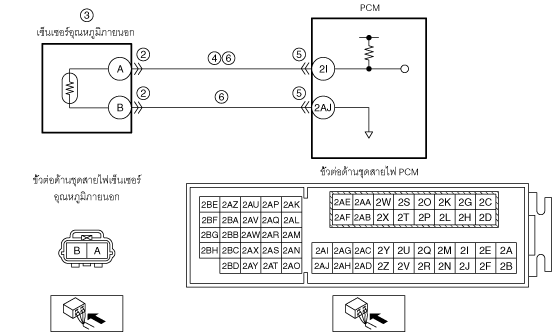 ③
PCM
เซ็นเซอร์อุณหภูมิภายนอก
② ④ ⑥ ⑤
A 2I
② ⑥ ⑤
B 2AJ
ขั้วต่อด้านชุดสายไฟเซ็นเซอร์
อุณหภูมิภายนอก
B A
ขั้วต่อด้านชุดสายไฟ PCM
2BE 2AZ 2AU 2AP 2AK
2BF 2BA 2AV 2AQ 2AL
2BG 2BB 2AW 2AR 2AM
2BH 2BC 2AX 2AS 2AN
2BD 2AY 2AT 2AO
2AE 2AA 2W 2S 2O 2K 2G 2C
2AF 2AB 2X 2T 2P 2L 2H 2D
2AI 2AG 2AC 2Y 2U 2Q 2M 2I 2E 2A
2AJ 2AH 2AD 2Z 2V 2R 2N 2J 2F 2B